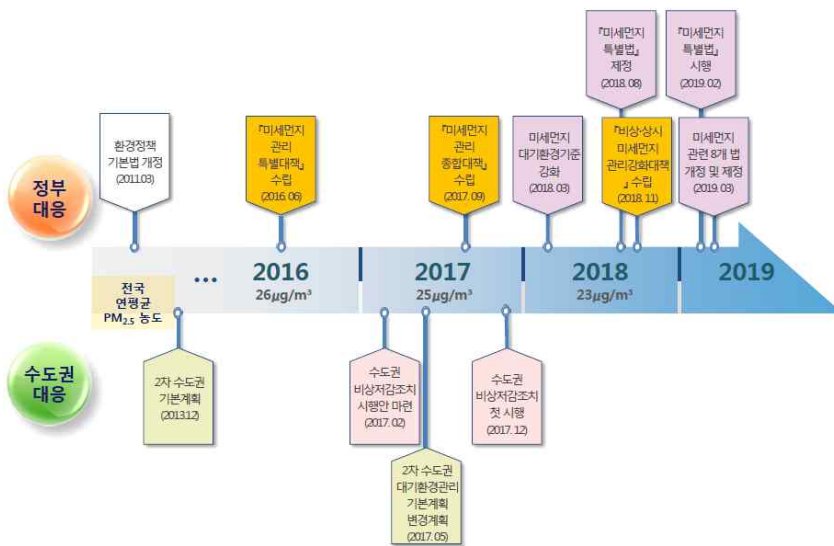 『미세먼지
특별법』
제정
(2018.08)
『미세먼지
특별법』
시행
(2019.02)
환경정책
기본법 개정
(2011.03)
『미세먼지
관리
특별대책』
수립
(2016.06)
『미세먼지
관리
종합대책』
수립
(2017.09)
미세먼지
대기환경기준
강화
(2018.03)
『비상·상시
미세먼지
관리강화대책
』 수립
(2018.11)
미세먼지
관련 8개 법
개정 및 제정
(2019.03)
정부
대응
전국
연평균
PM2.5 농도
...
2016
26㎍/m³
2017
25㎍/m³
2018
23㎍/m³
2019
수도권
대응
2차 수도권
기본계획
(2013.12)
수도권
비상저감조치
시행안 마련
(2017.02)
2차 수도권
대기환경관리
기본계획
변경계획
(2017.05)
수도권
비상저감조치
첫 시행
(2017.12)